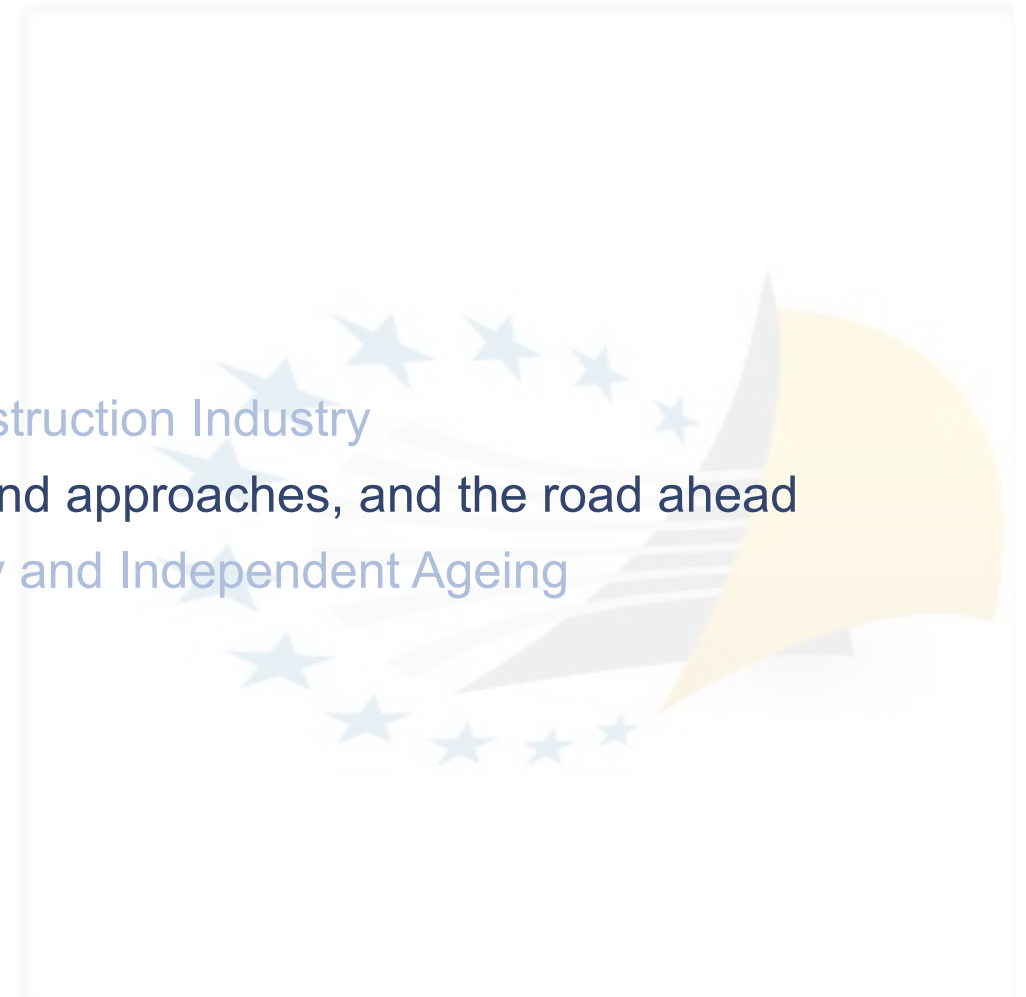 struction Industry
nd approaches, and the road ahead
and Independent Ageing